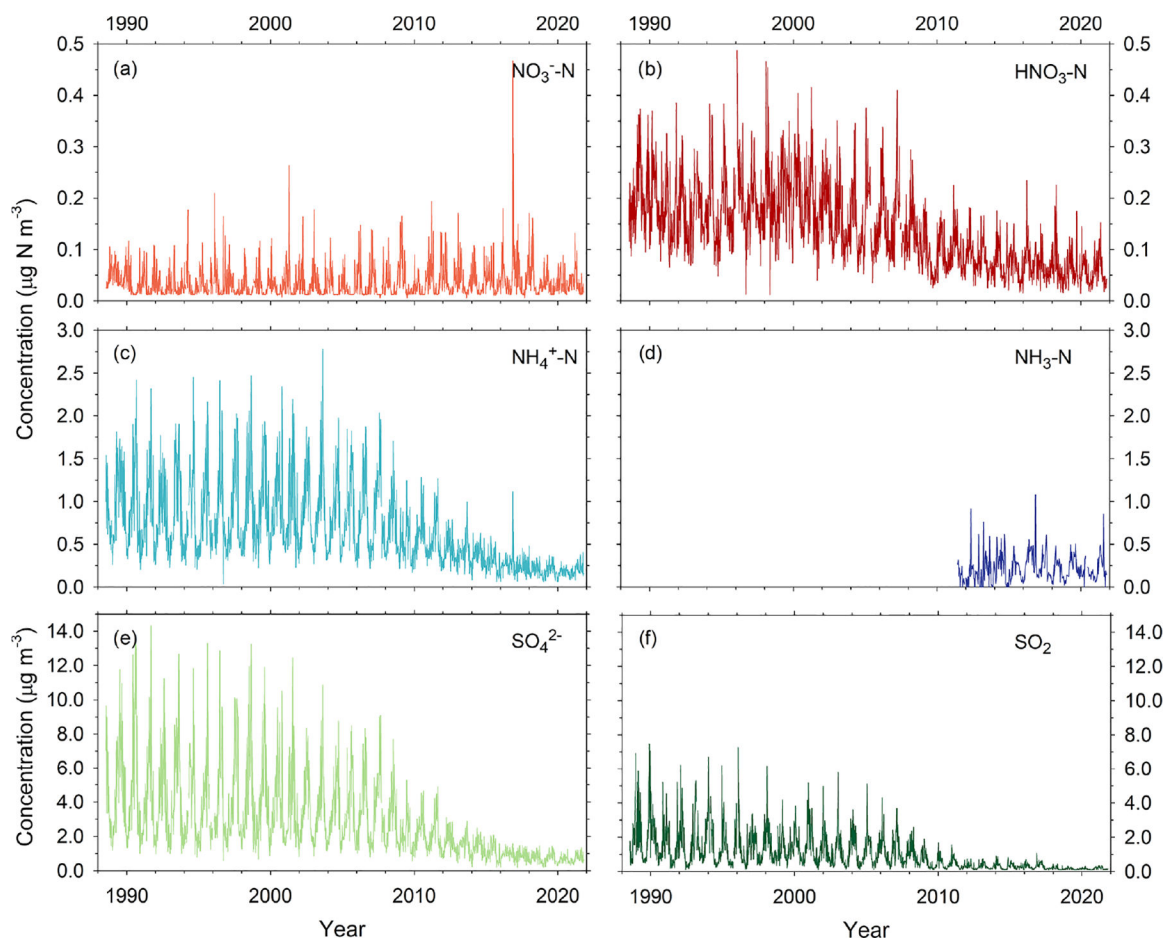 1990 2000 2010 2020 1990 2000 2010 2020
0.5 (a) NO₃⁻-N (b) HNO₃-N 0.5
0.4 0.4
0.3 0.3
0.2 0.2
0.1 0.1
0.0 0.0
Concentration (µg N m⁻³)
3.0 (c) NH₄⁺-N (d) NH₃-N 3.0
2.5 2.5
2.0 2.0
1.5 1.5
1.0 1.0
0.5 0.5
0.0 0.0
Concentration (µg m⁻³)
(e) SO₄²⁻ (f) SO₂
14.0 14.0
12.0 12.0
10.0 10.0
8.0 8.0
6.0 6.0
4.0 4.0
2.0 2.0
0.0 0.0
1990 2000 2010 2020 1990 2000 2010 2020
Year Year